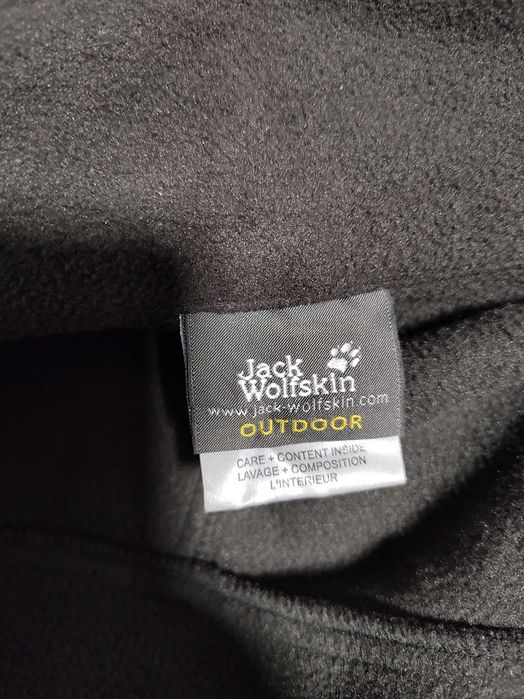 Jack
Wolfskin
www.jack-wolfskin.com
OUTDOOR
CARE + CONTENT INSIDE
LAVAGE + COMPOSITION
L'INTERIEUR